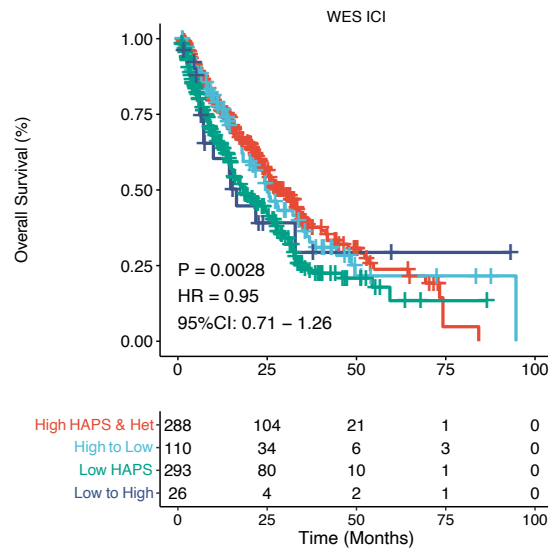 WES ICI
Overall Survival (%)
1.00
0.75
0.50
0.25
0.00
P = 0.0028
HR = 0.95
95%CI: 0.71 – 1.26
0 25 50 75 100
High HAPS & Het 288 104 21 1 0
High to Low 110 34 6 3 0
Low HAPS 293 80 10 1 0
Low to High 26 4 2 1 0
0 25 50 75 100
Time (Months)